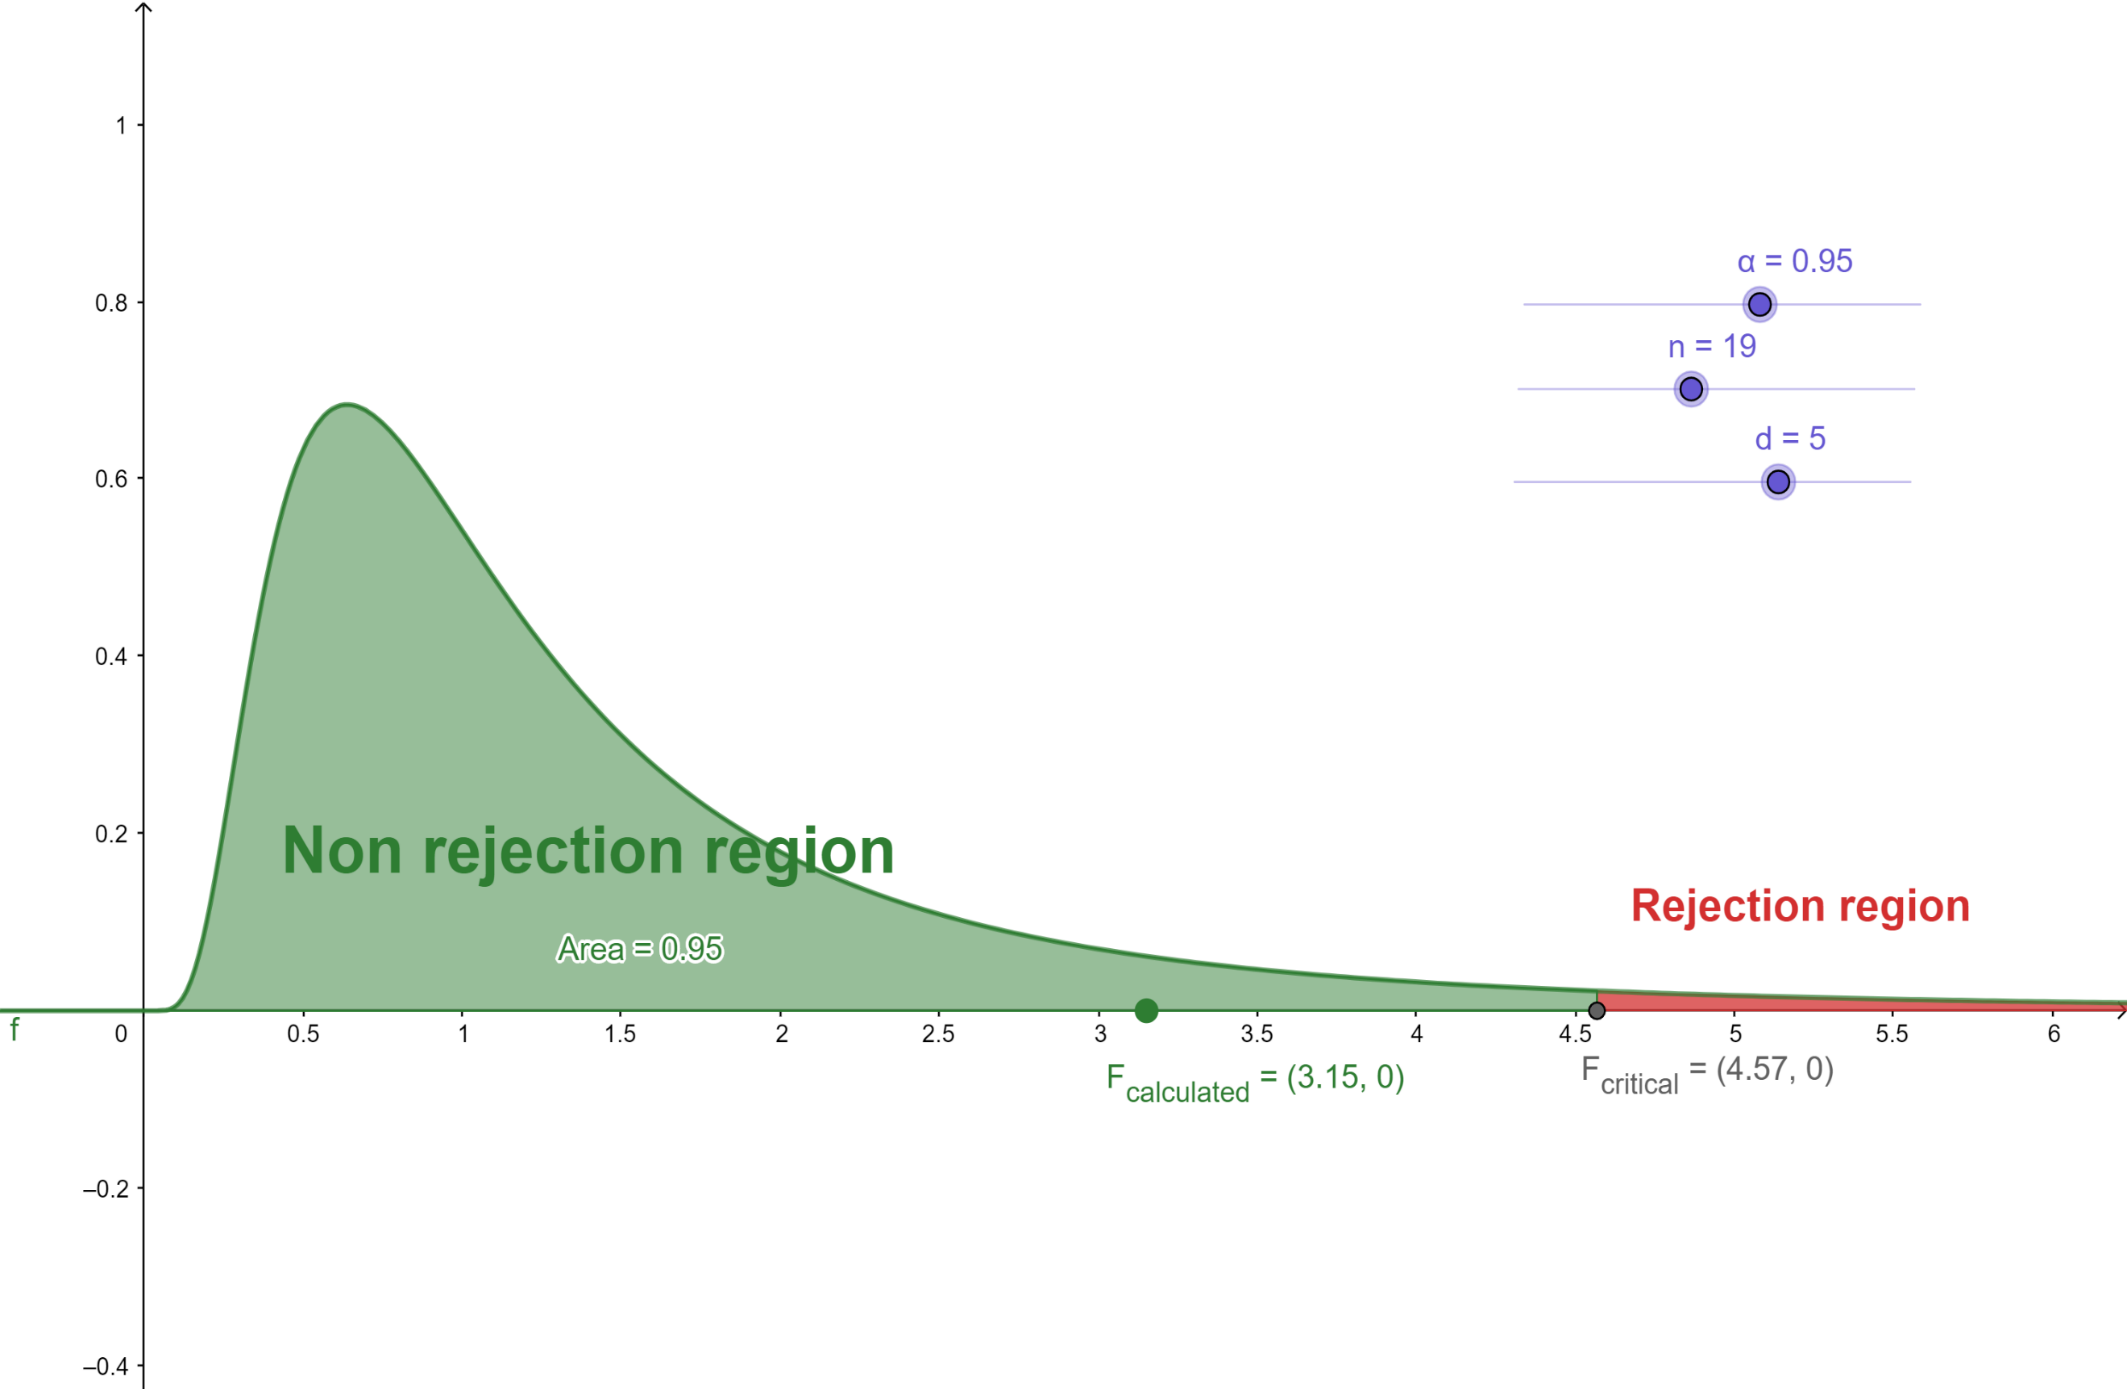 1
0.8
0.6
0.4
0.2
–0.2
–0.4
α = 0.95
n = 19
d = 5
Non rejection region
Area = 0.95
Rejection region
f
0 0.5 1 1.5 2 2.5 3 3.5 4 4.5 5 5.5 6
Fcalculated = (3.15, 0)
Fcritical = (4.57, 0)